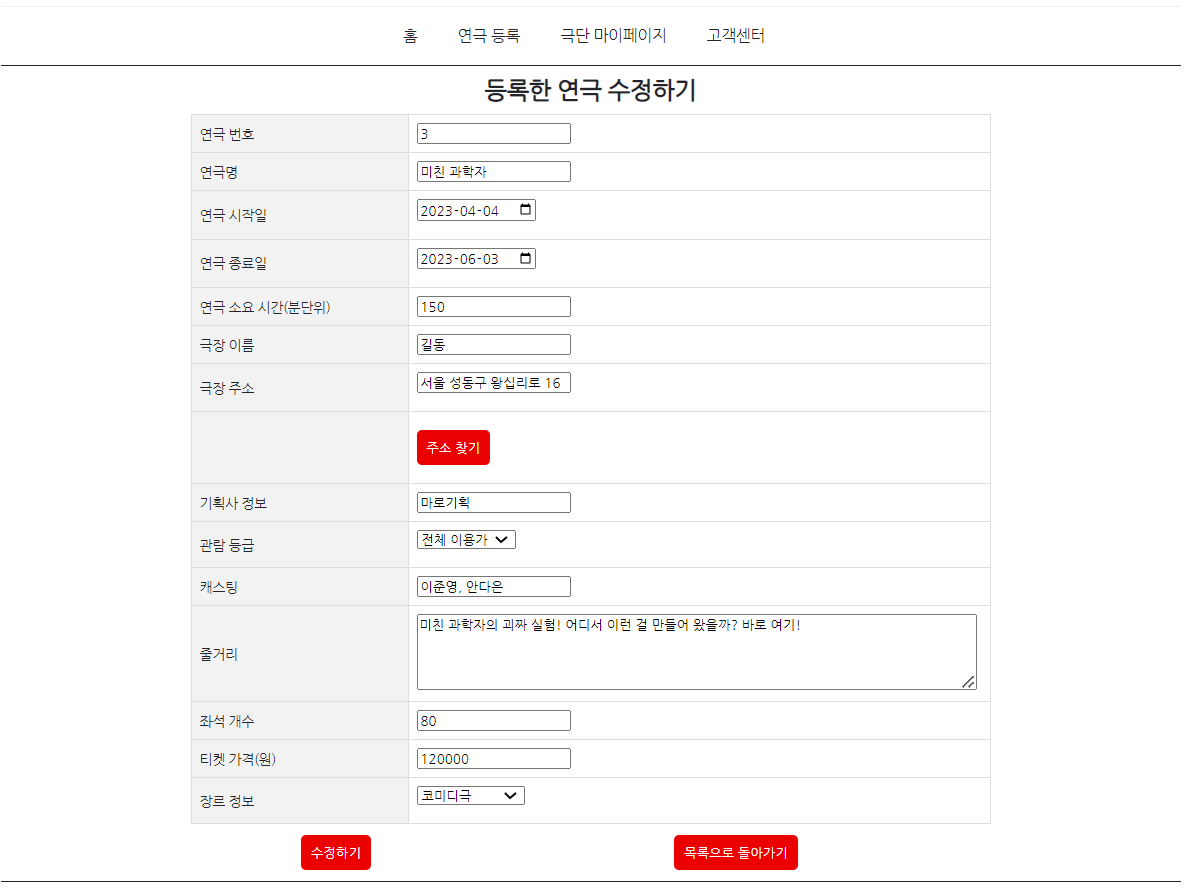 홈 연극 등록 극단 마이페이지 고객센터
등록한 연극 수정하기
연극 번호 3
연극명 미친 과학자
연극 시작일 2023-04-04
연극 종료일 2023-06-03
연극 소요 시간(분단위) 150
극장 이름 길동
극장 주소 서울 성동구 왕십리로 16
주소 찾기
기획사 정보 마로기획
관람 등급 전체 이용가
캐스팅 이준영, 안다은
줄거리 미친 과학자의 괴짜 실험! 어디서 이런 걸 만들어 왔을까? 바로 여기!
좌석 개수 80
티켓 가격(원) 120000
장르 정보 코미디극
수정하기 목록으로 돌아가기